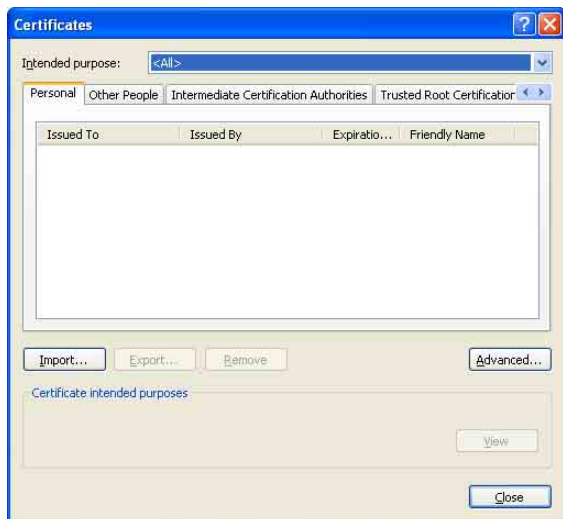 Certificates
Intended purpose: <All>
Personal Other People Intermediate Certification Authorities Trusted Root Certification
Issued To Issued By Expiratio... Friendly Name
Import... Export... Remove Advanced...
Certificate intended purposes
View
Close